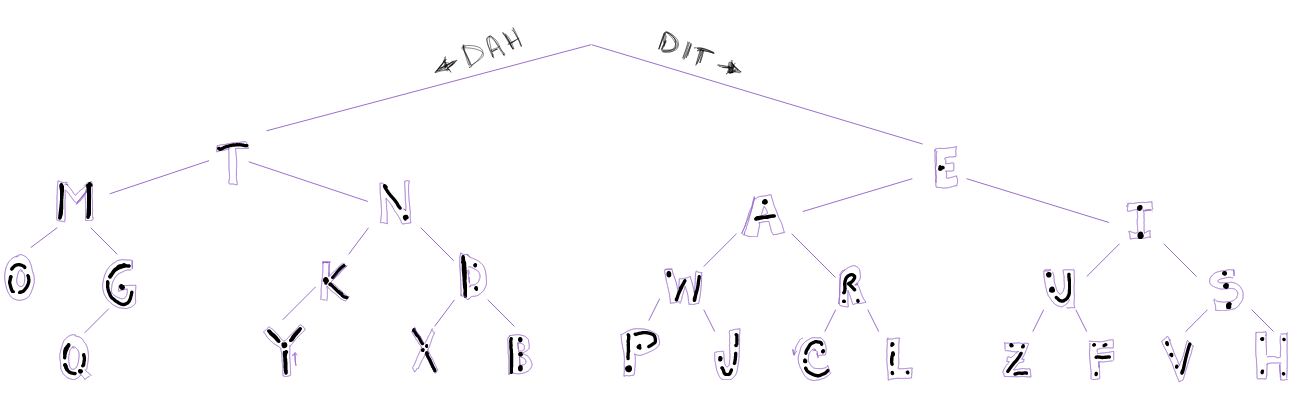 DAH DIT
T E
M N A I
O G K D W R U S
Q Y X B P J C L Z F V H